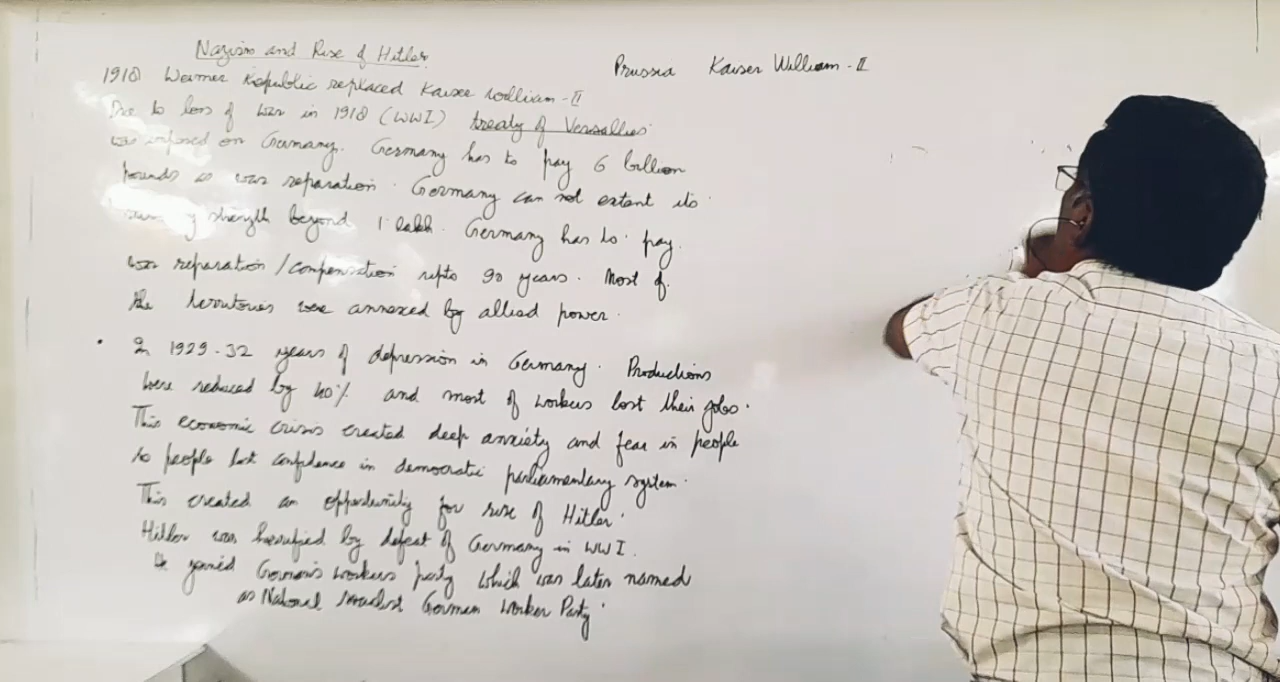 Nazism and Rise of Hitler
Prussia Kaiser William-II
1918 Weimer Republic replaced Kaiser William-II
Due to loss of war in 1918 (WWI) treaty of Versallies
was imposed on Germany. Germany has to pay 6 billion
pounds as war reparation. Germany can not extant its
strength beyond 1 lakh. Germany has to pay.
war reparation/compensation upto 90 years. Most of
the territories were annexed by allied power.
• In 1929-32 years of depression in Germany. Productions
were reduced by 40% and most of workers lost their jobs.
This economic crisis created deep anxiety and fear in people
so people lost confidence in democratic parliamentary system.
This created an opportunity for rise of Hitler.
Hitler was horrified by defeat of Germany in WWI.
He joined German's workers party which was later named
as National Socialist German Worker Party.